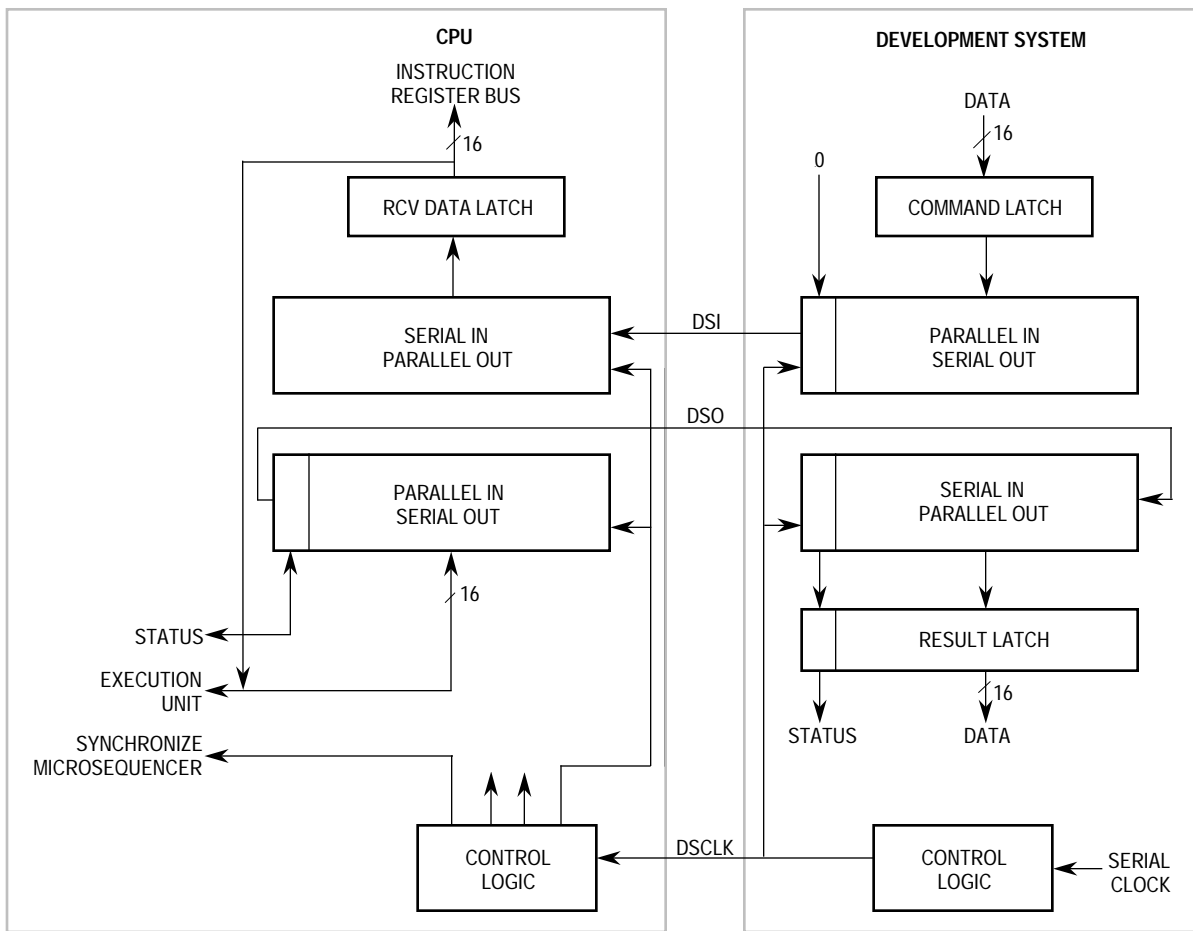 CPU
INSTRUCTION
REGISTER BUS
16
RCV DATA LATCH
SERIAL IN
PARALLEL OUT
PARALLEL IN
SERIAL OUT
16
STATUS
EXECUTION
UNIT
SYNCHRONIZE
MICROSEQUENCER
CONTROL
LOGIC
DSI
DSO
DSCLK
DEVELOPMENT SYSTEM
DATA
16
0
COMMAND LATCH
PARALLEL IN
SERIAL OUT
SERIAL IN
PARALLEL OUT
RESULT LATCH
16
STATUS
DATA
CONTROL
LOGIC
SERIAL
CLOCK